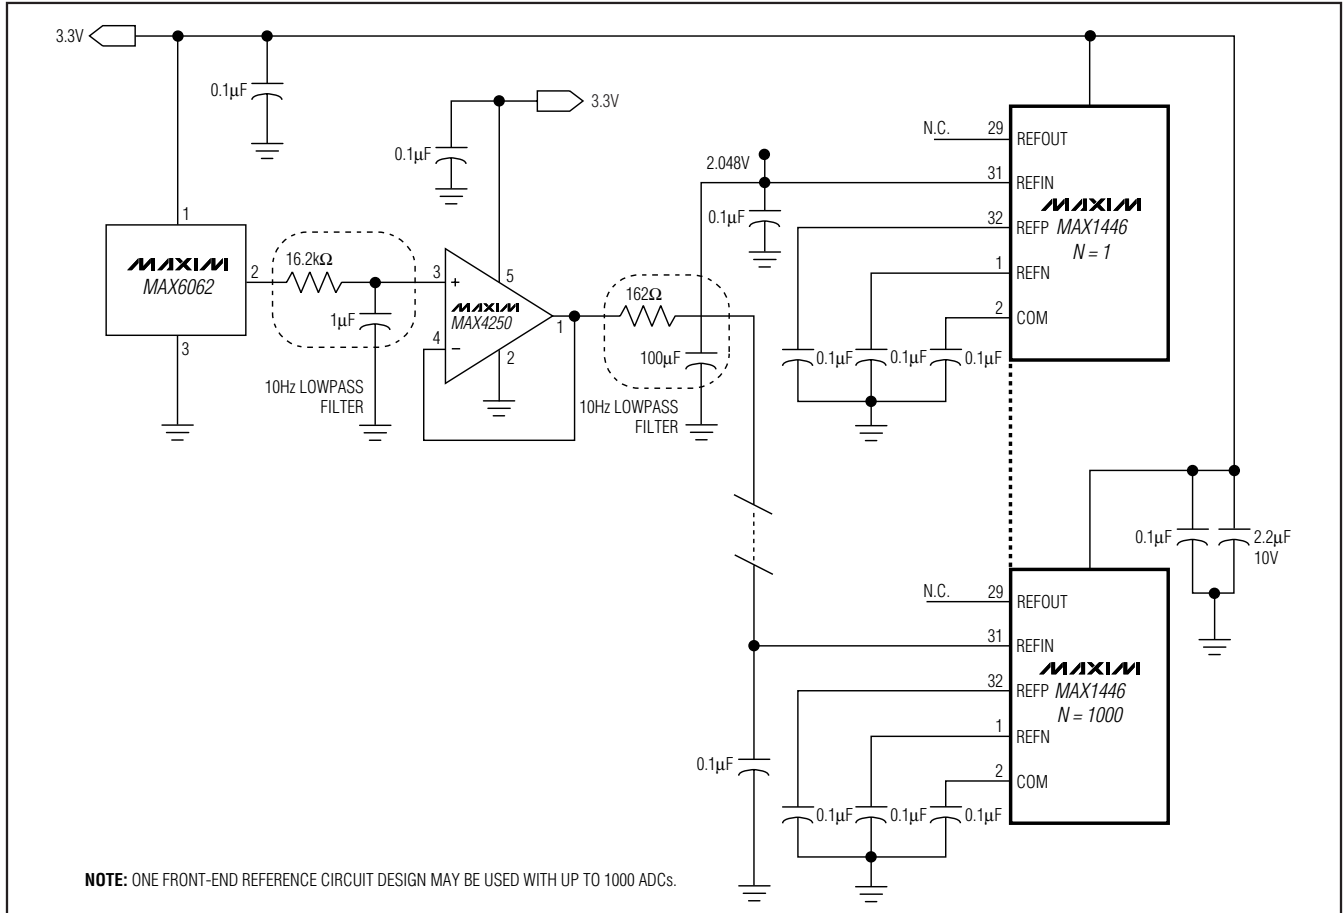 3.3V
0.1µF
3.3V
0.1µF
N.C.
29
REFOUT
2.048V
31
REFIN
0.1µF
32
REFP
MAXIM
MAX1446
N = 1
1
REFN
2
COM
0.1µF
0.1µF
0.1µF
1
MAXIM
MAX6062
2
3
16.2kΩ
1µF
10Hz LOWPASS
FILTER
3
+
5
MAXIM
MAX4250
1
4
−
2
162Ω
100µF
10Hz LOWPASS
FILTER
0.1µF
2.2µF
10V
N.C.
29
REFOUT
31
REFIN
MAXIM
32
REFP
MAX1446
N = 1000
1
REFN
2
COM
0.1µF
0.1µF
0.1µF
0.1µF
NOTE: ONE FRONT-END REFERENCE CIRCUIT DESIGN MAY BE USED WITH UP TO 1000 ADCs.